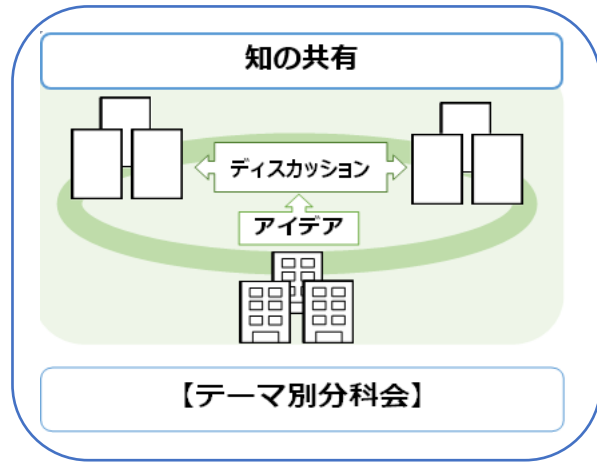 知の共有
ディスカッション
アイデア
【テーマ別分科会】